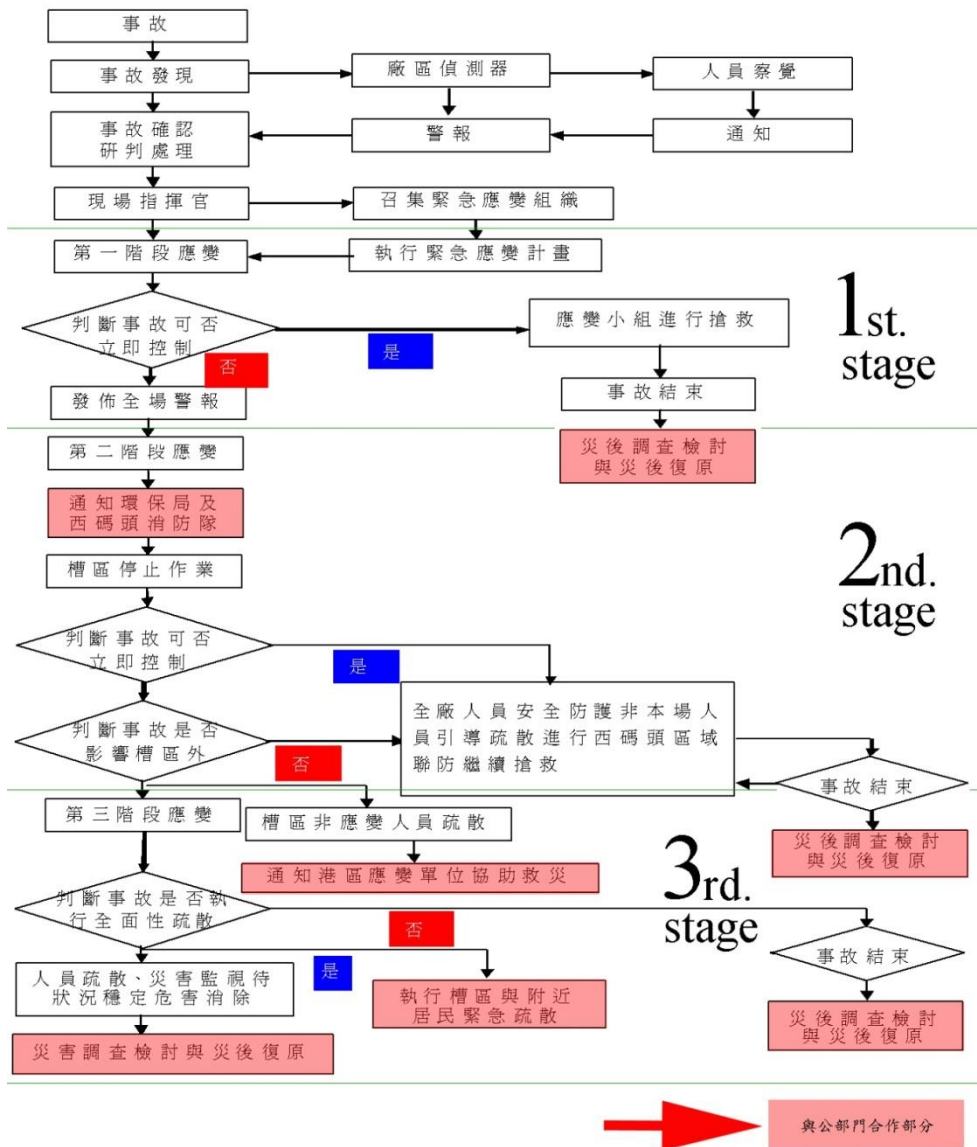 事故
事故發現
廠區偵測器
人員察覺
事故確認
研判處理
警報
通知
現場指揮官
召集緊急應變組織
第一階段應變
執行緊急應變計畫
判斷事故可否
立即控制
是
應變小組進行搶救
1st.
stage
否
發佈全場警報
事故結束
第二階段應變
災後調查檢討
與災後復原
通知環保局及
西碼頭消防隊
槽區停止作業
2nd.
stage
判斷事故可否
立即控制
是
全廠人員安全防護非本場人
員引導疏散進行西碼頭區域
聯防繼續搶救
判斷事故是否
影響槽區外
否
事故結束
第三階段應變
槽區非應變人員疏散
災後調查檢討
與災後復原
通知港區應變單位協助救災
3rd.
stage
判斷事故是否執
行全面性疏散
否
是
事故結束
人員疏散、災害監視待
狀況穩定危害消除
執行槽區與附近
居民緊急疏散
災後調查檢討
與災後復原
災害調查檢討與災後復原
與公部門合作部分